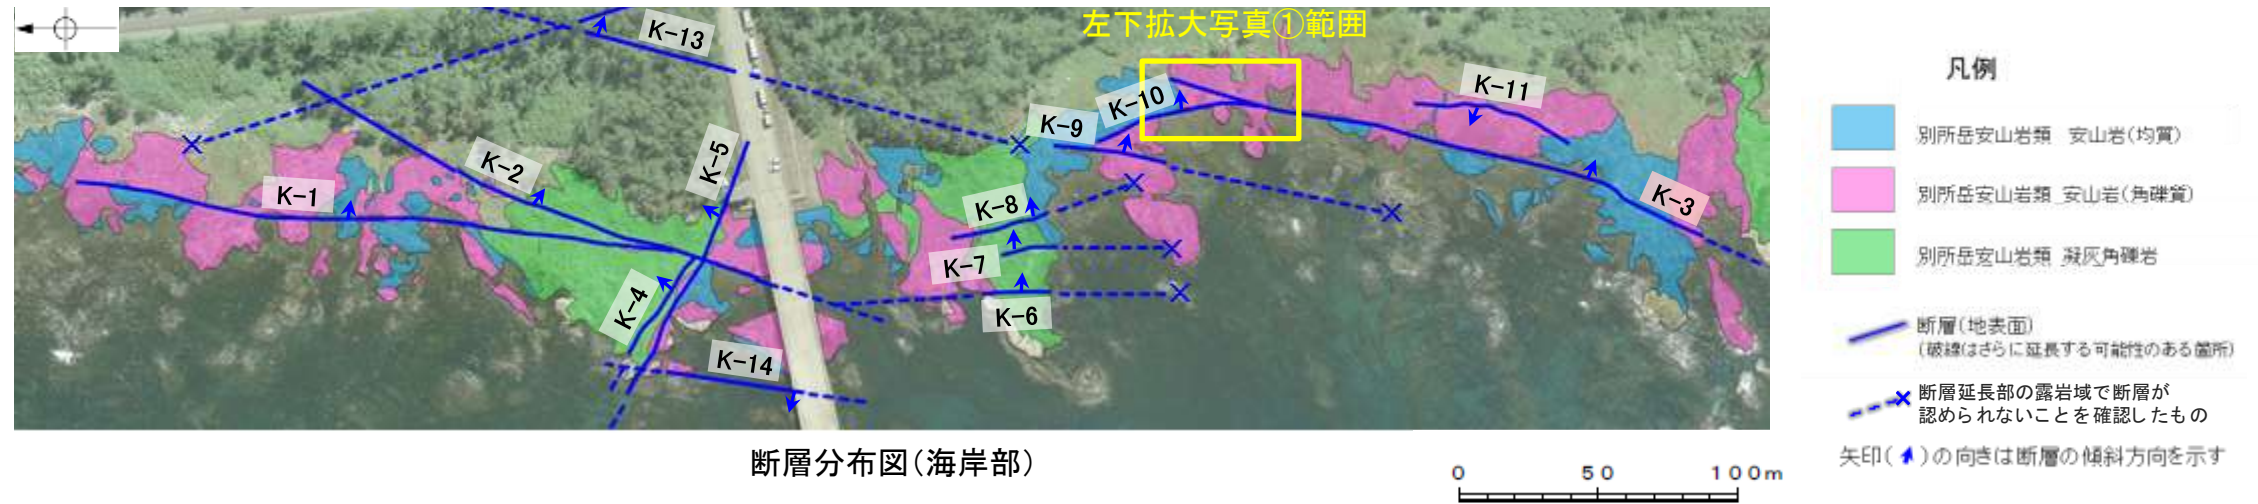 左下拡大写真①範囲
K-13
K-11
K-10
K-9
K-5
K-2
K-1
K-8
K-3
K-7
K-4
K-6
K-14
断層分布図(海岸部)
0 50 100m
凡例
別所岳安山岩類 安山岩(均質)
別所岳安山岩類 安山岩(角礫質)
別所岳安山岩類 凝灰角礫岩
断層(地表面)
(破線はさらに延長する可能性のある箇所)
断層延長部の露岩域で断層が
認められないことを確認したもの
矢印( )の向きは断層の傾斜方向を示す